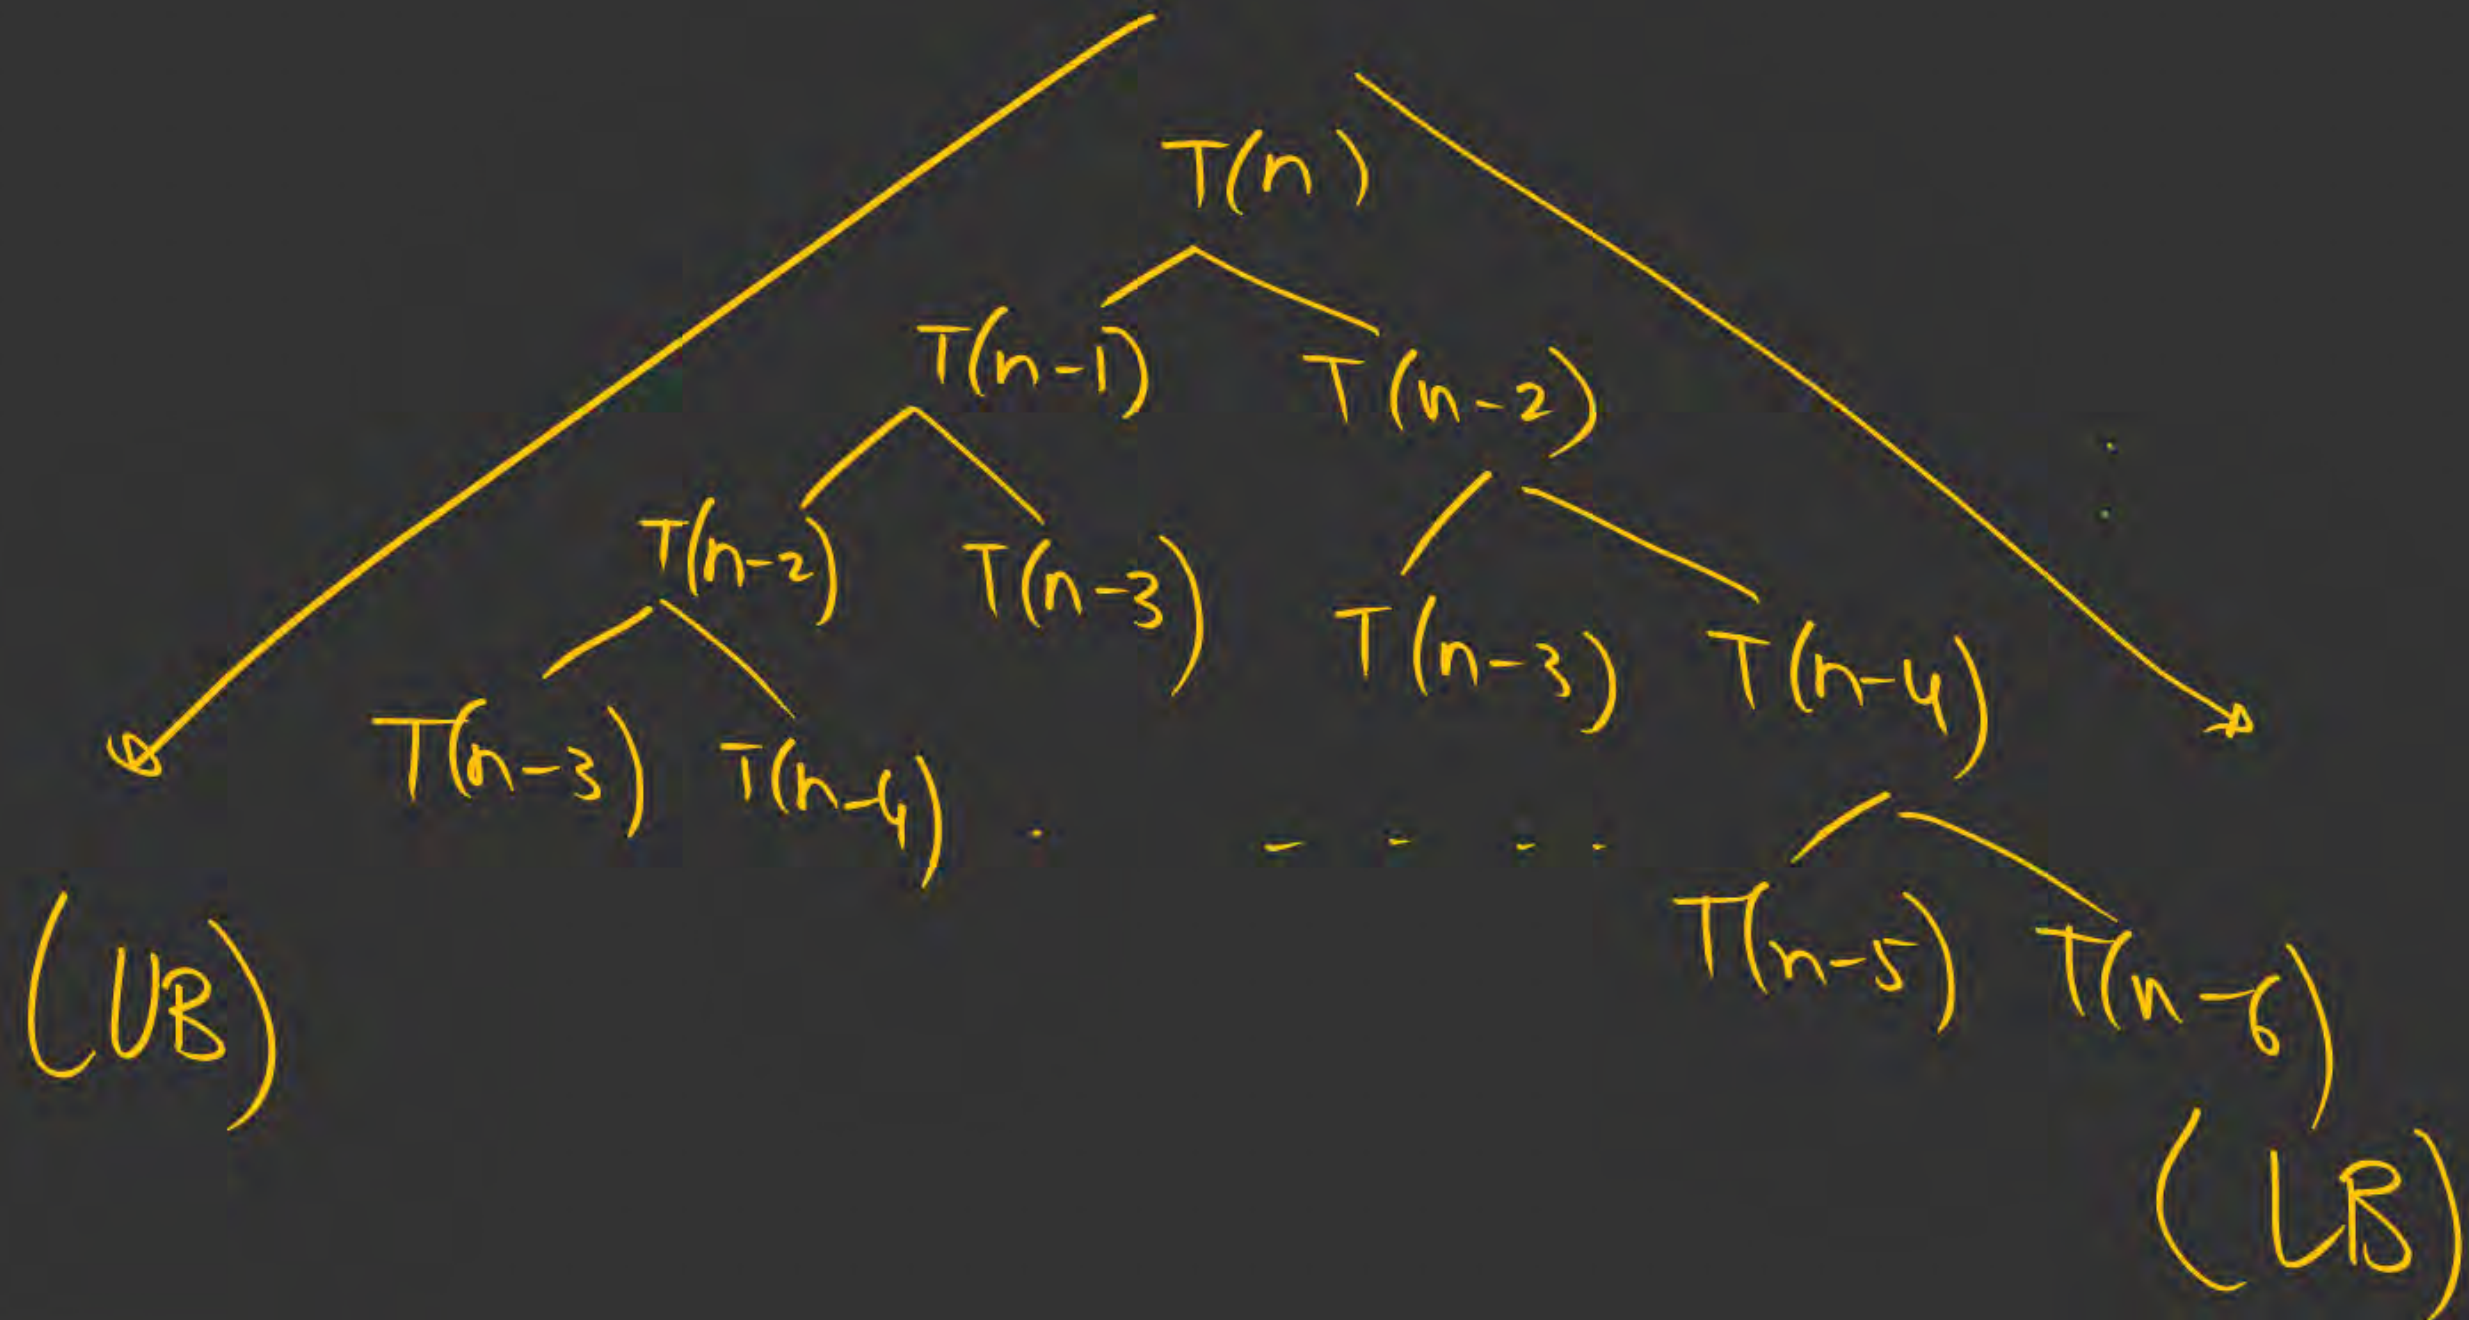 T(n)
T(n-1) T(n-2)
T(n-2) T(n-3) T(n-3) T(n-4)
T(n-3) T(n-4) . - - - - T(n-5) T(n-6)
(UB) (LB)